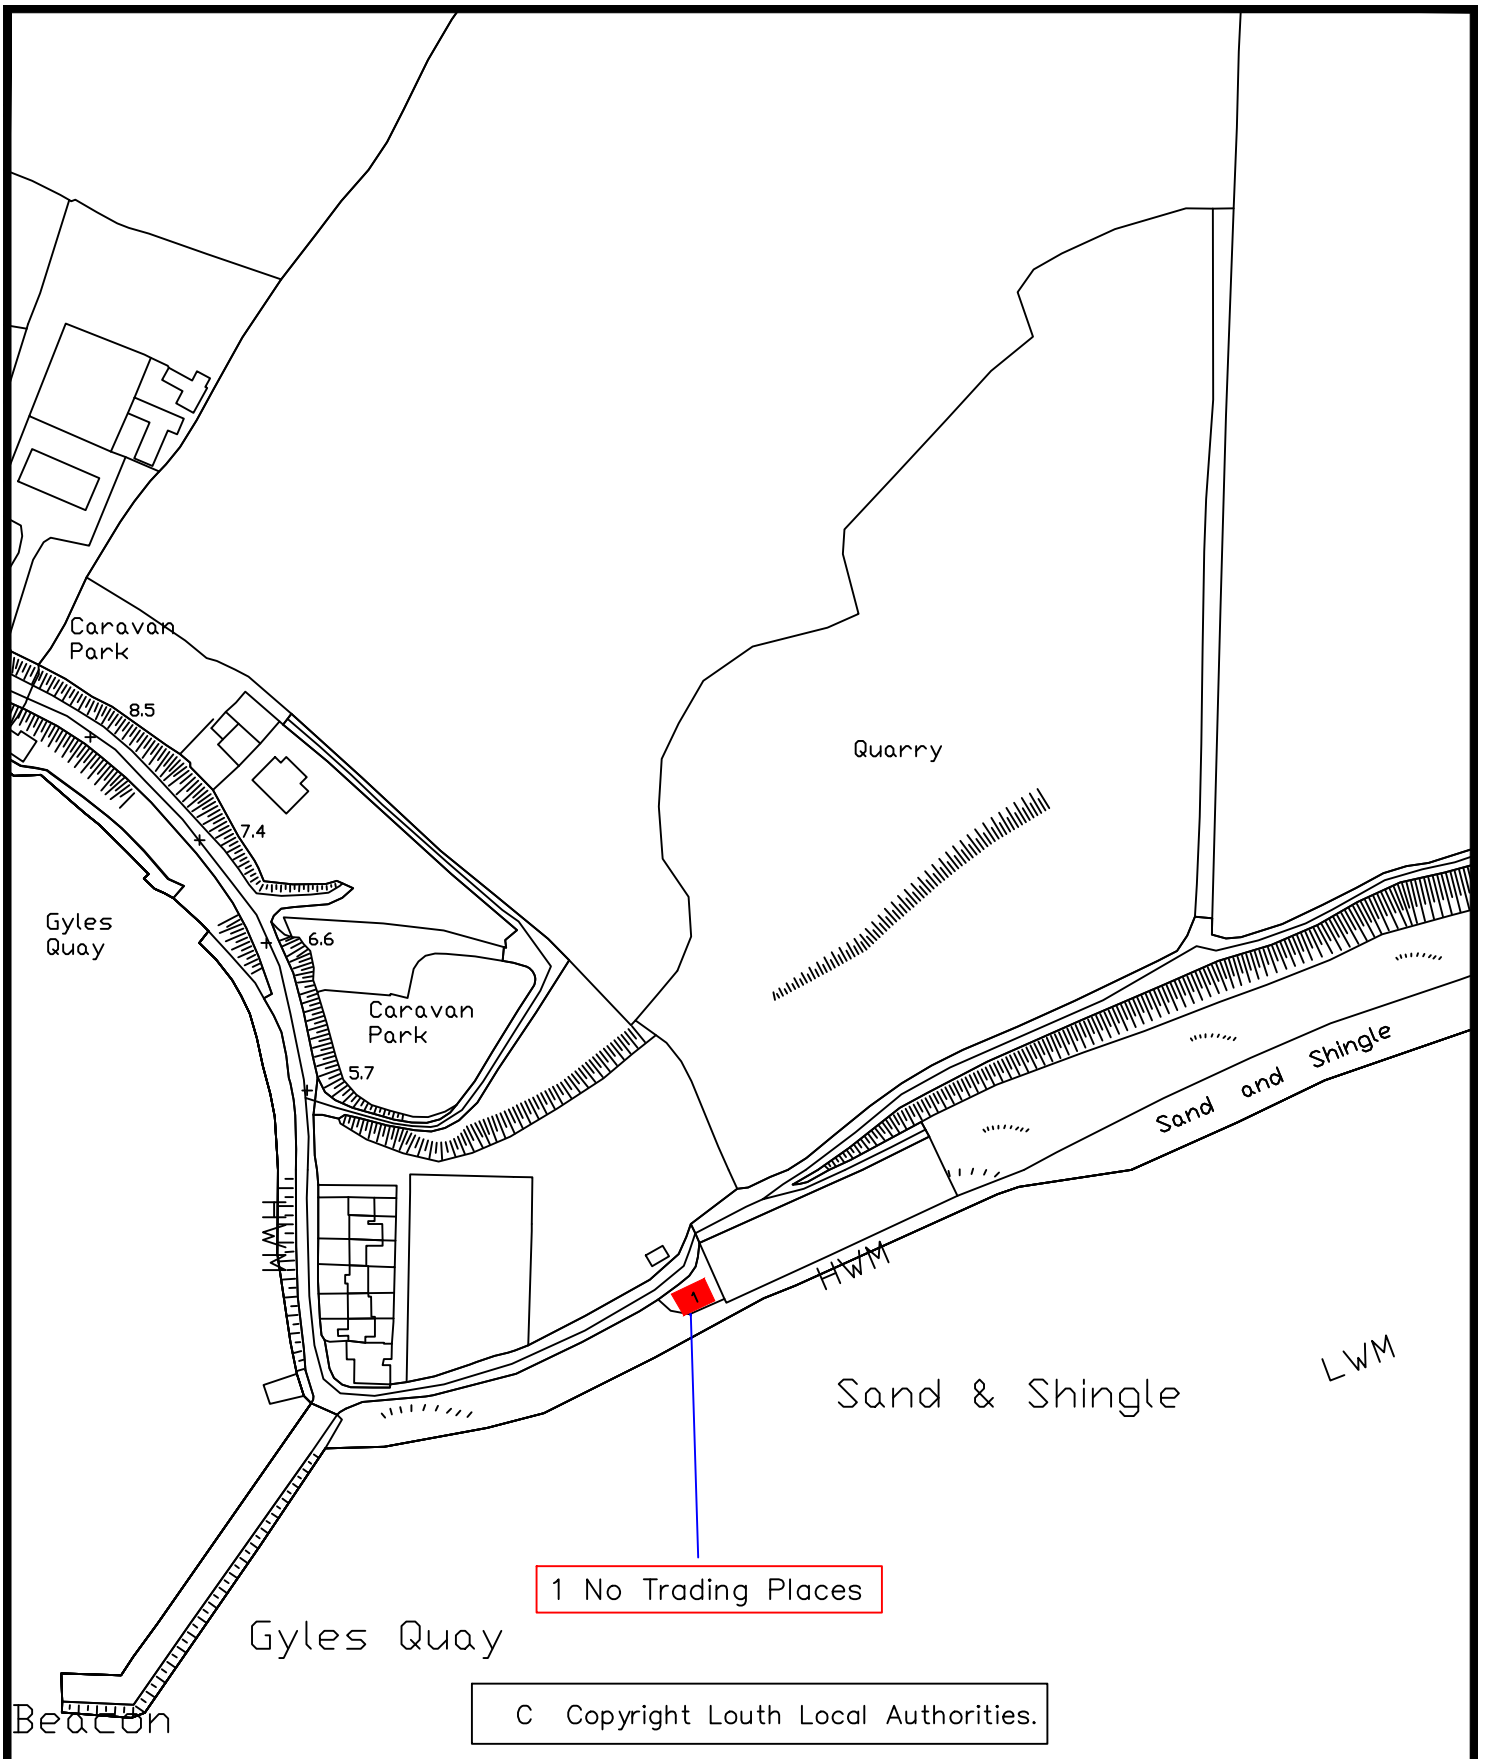 Caravan
Park
8.5
Quarry
7.4
Gyles
Quay
6.6
Caravan
Park
Sand and Shingle
5.7
HWM
HWM
1
LWM
Sand & Shingle
1 No Trading Places
Gyles Quay
C Copyright Louth Local Authorities.
Beacon